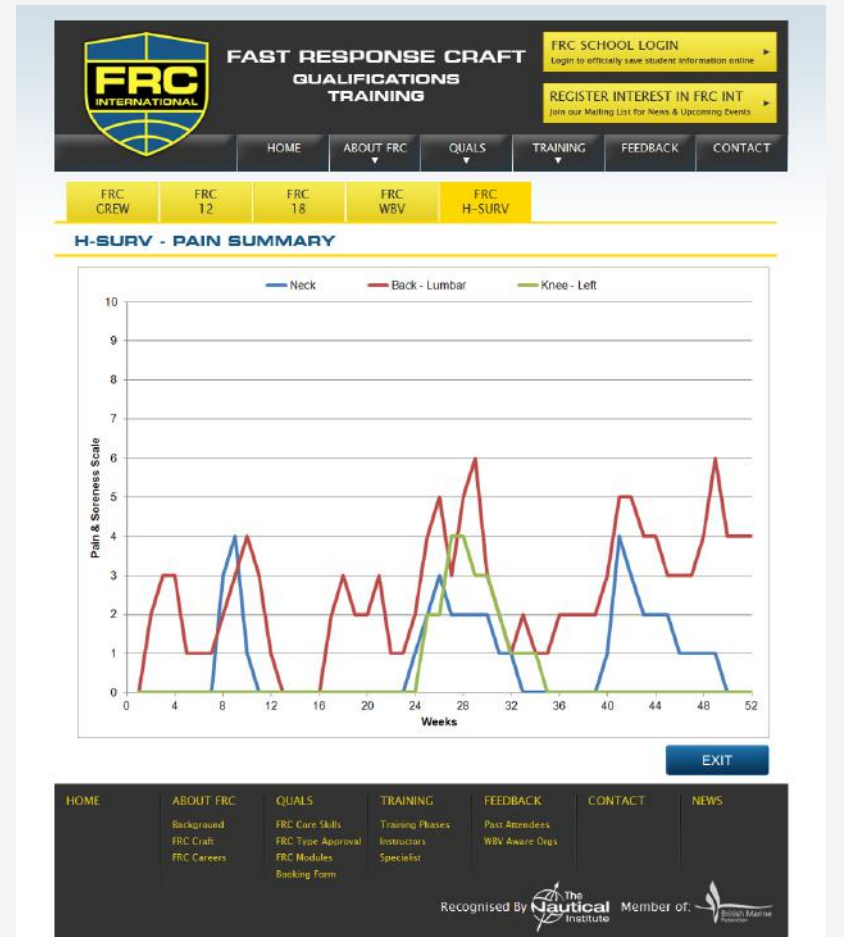 FRC
INTERNATIONAL
FAST RESPONSE CRAFT
QUALIFICATIONS
TRAINING
FRC SCHOOL LOGIN
Login to officially save student information online
REGISTER INTEREST IN FRC INT
Join our Mailing List for News & Upcoming Events
HOME ABOUT FRC QUALS TRAINING FEEDBACK CONTACT
FRC CREW
FRC 12
FRC 18
FRC WBV
FRC H-SURV
H-SURV - PAIN SUMMARY
Neck Back - Lumbar Knee - Left
10
9
8
7
6
5
4
3
2
1
0
Pain & Soreness Scale
0 4 8 12 16 20 24 28 32 36 40 44 48 52
Weeks
EXIT
HOME ABOUT FRC QUALS TRAINING FEEDBACK CONTACT NEWS
Background FRC Core Skills Training Phases Past Attendees
FRC Craft FRC Type Approval Instructors WBV Aware Orgs
FRC Careers FRC Modules Specialist
Booking Form
Recognised By The Nautical Institute Member of: British Marine Federation